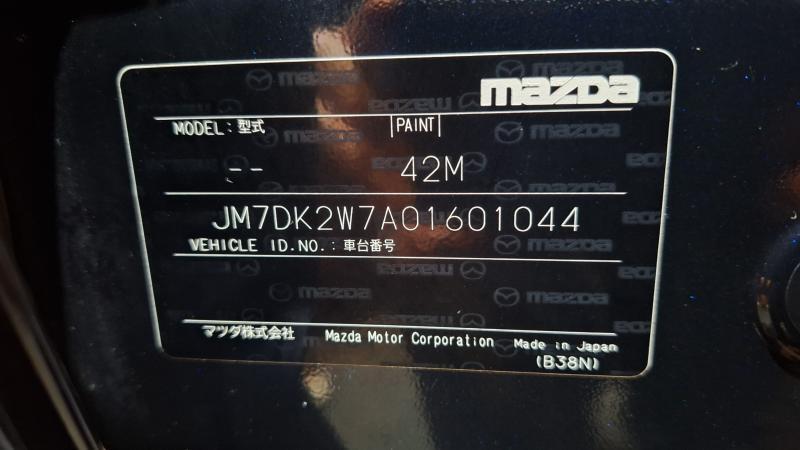 mazda
MODEL：型式 |PAINT|
-- 42M
JM7DK2W7A01601044
VEHICLE ID.NO.：車台番号
マツダ株式会社 Mazda Motor Corporation Made in Japan
(B38N)